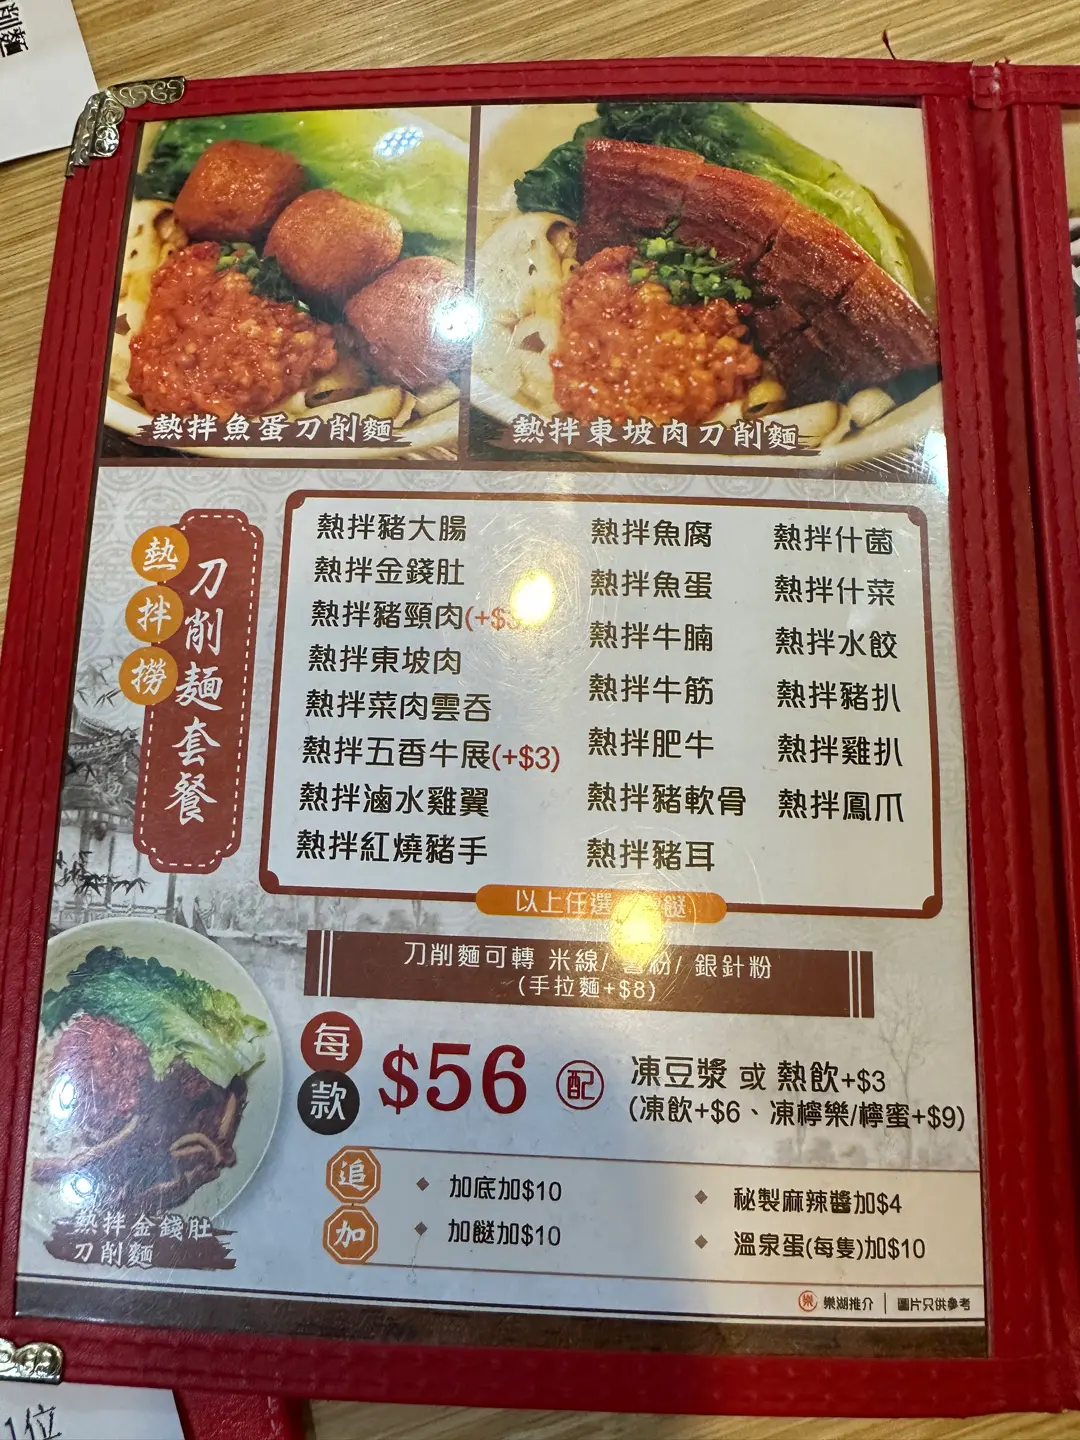 削麵
熱拌魚蛋刀削麵
熱拌東坡肉刀削麵
熱拌撈
刀削麵套餐
熱拌豬大腸
熱拌金錢肚
熱拌豬頸肉(+$
熱拌東坡肉
熱拌菜肉雲吞
熱拌五香牛展(+$3)
熱拌滷水雞翼
熱拌紅燒豬手
熱拌魚腐
熱拌魚蛋
熱拌牛腩
熱拌牛筋
熱拌肥牛
熱拌豬軟骨
熱拌豬耳
熱拌什菌
熱拌什菜
熱拌水餃
熱拌豬扒
熱拌雞扒
熱拌鳳爪
以上任選 餸
刀削麵可轉 米線/ 粉/ 銀針粉
(手拉麵+$8)
每款 $56 配 凍豆漿 或 熱飲+$3
(凍飲+$6、凍檸樂/檸蜜+$9)
追加
加底加$10
加餸加$10
秘製麻辣醬加$4
溫泉蛋(每隻)加$10
熱拌金錢肚
刀削麵
樂 樂湖推介 | 圖片只供參考
1位